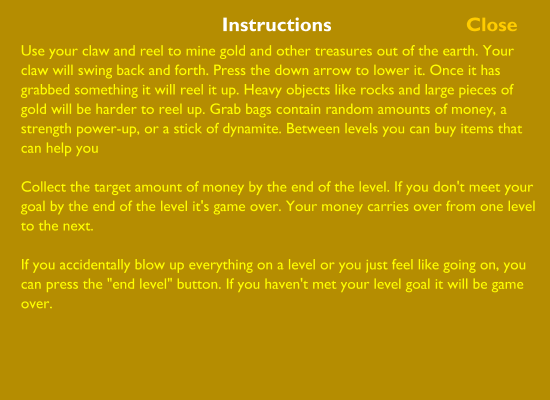 Instructions
Close
Use your claw and reel to mine gold and other treasures out of the earth. Your
claw will swing back and forth. Press the down arrow to lower it. Once it has
grabbed something it will reel it up. Heavy objects like rocks and large pieces of
gold will be harder to reel up. Grab bags contain random amounts of money, a
strength power-up, or a stick of dynamite. Between levels you can buy items that
can help you
Collect the target amount of money by the end of the level. If you don't meet your
goal by the end of the level it's game over. Your money carries over from one level
to the next.
If you accidentally blow up everything on a level or you just feel like going on, you
can press the "end level" button. If you haven't met your level goal it will be game
over.